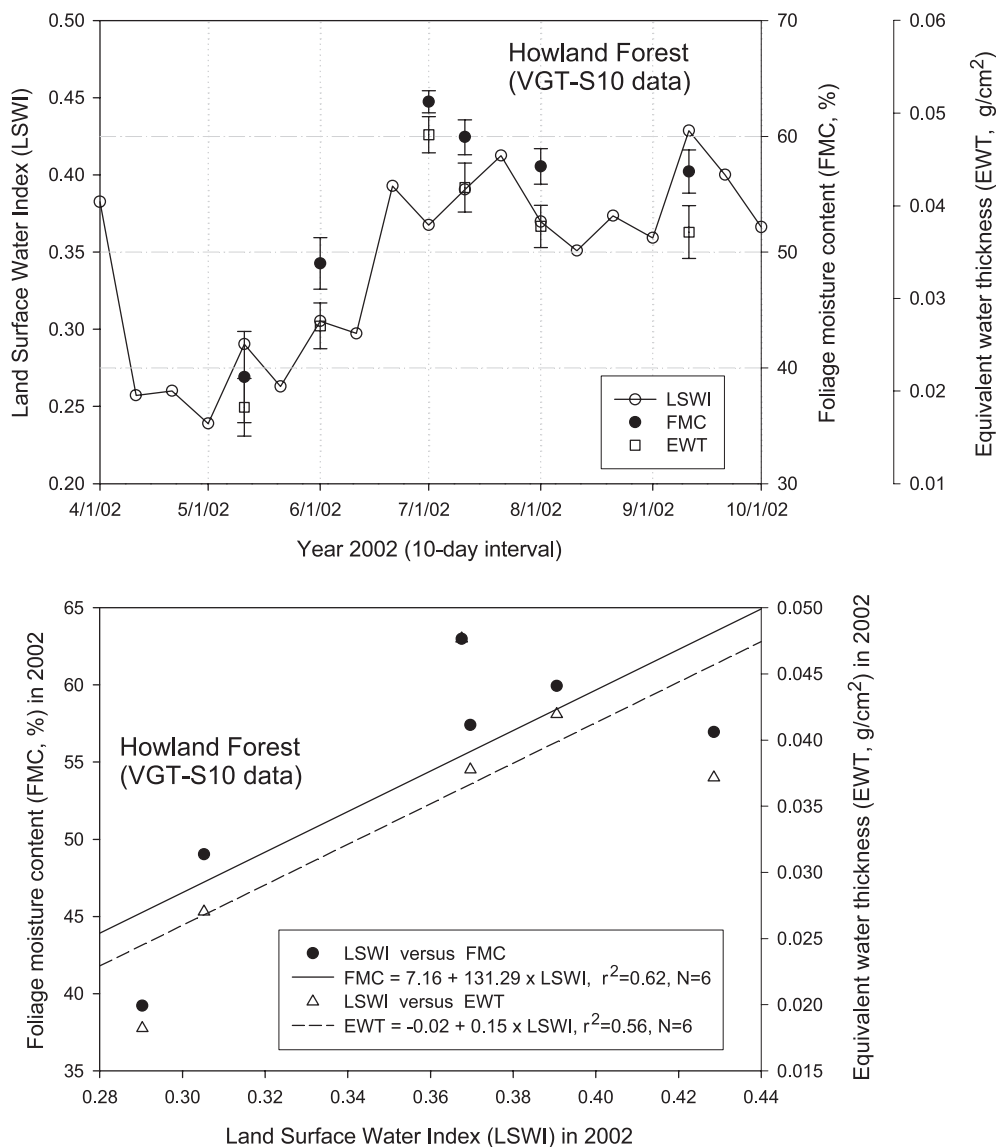 Howland Forest
(VGT-S10 data)
Land Surface Water Index (LSWI)
0.50
0.45
0.40
0.35
0.30
0.25
0.20
70
60
50
40
30
Foliage moisture content (FMC, %)
0.06
0.05
0.04
0.03
0.02
0.01
Equivalent water thickness (EWT, g/cm²)
LSWI
FMC
EWT
4/1/02 5/1/02 6/1/02 7/1/02 8/1/02 9/1/02 10/1/02
Year 2002 (10-day interval)
Foliage moisture content (FMC, %) in 2002
65
60
55
50
45
40
35
Howland Forest
(VGT-S10 data)
0.050
0.045
0.040
0.035
0.030
0.025
0.020
0.015
Equivalent water thickness (EWT, g/cm²) in 2002
LSWI versus FMC
FMC = 7.16 + 131.29 x LSWI, r²=0.62, N=6
LSWI versus EWT
EWT = -0.02 + 0.15 x LSWI, r²=0.56, N=6
0.28 0.30 0.32 0.34 0.36 0.38 0.40 0.42 0.44
Land Surface Water Index (LSWI) in 2002